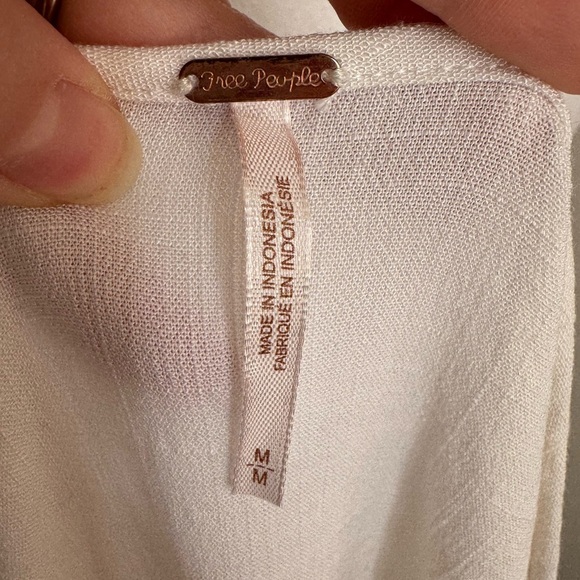 Free People
MADE IN INDONESIA
FABRIQUÉ EN INDONÉSIE
M
M